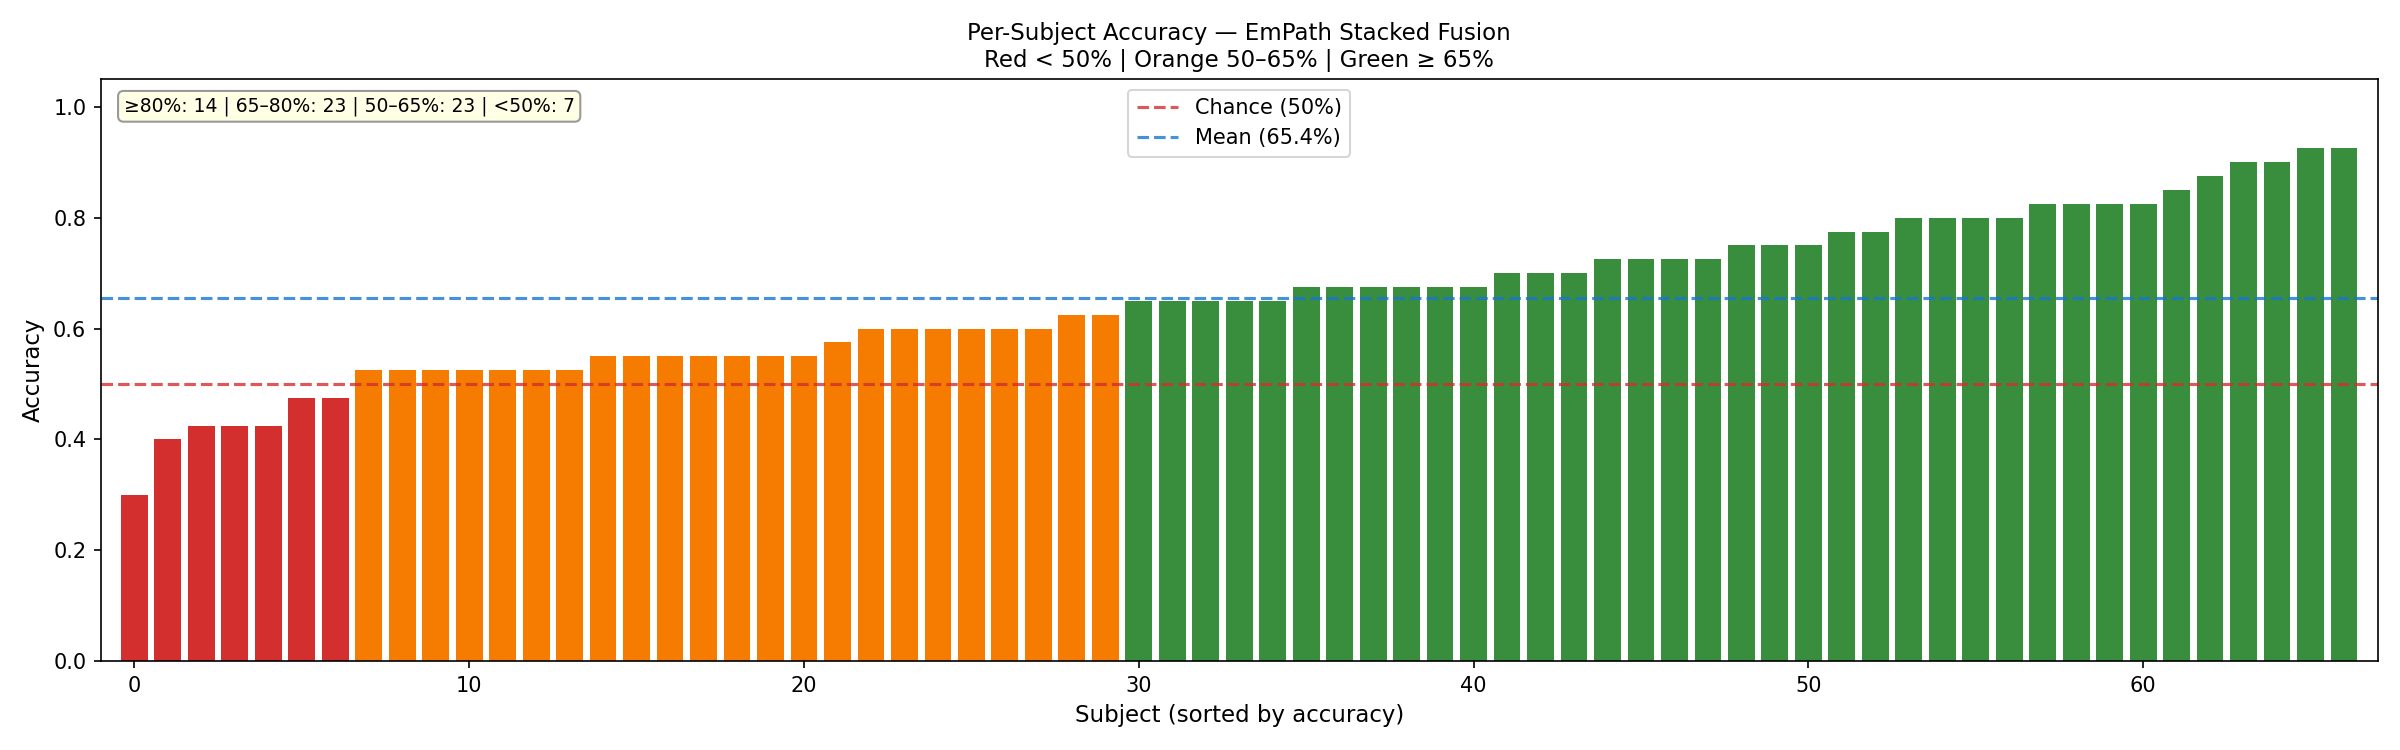 Per-Subject Accuracy — EmPath Stacked Fusion
Red < 50% | Orange 50–65% | Green ≥ 65%
≥80%: 14 | 65–80%: 23 | 50–65%: 23 | <50%: 7
Chance (50%)
Mean (65.4%)
Accuracy
1.0
0.8
0.6
0.4
0.2
0.0
0 10 20 30 40 50 60
Subject (sorted by accuracy)